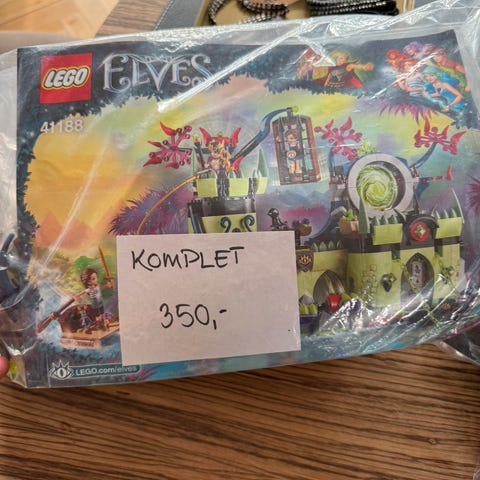 LEGO ELVES
41188
KOMPLET
350,-
LEGO.com/elves